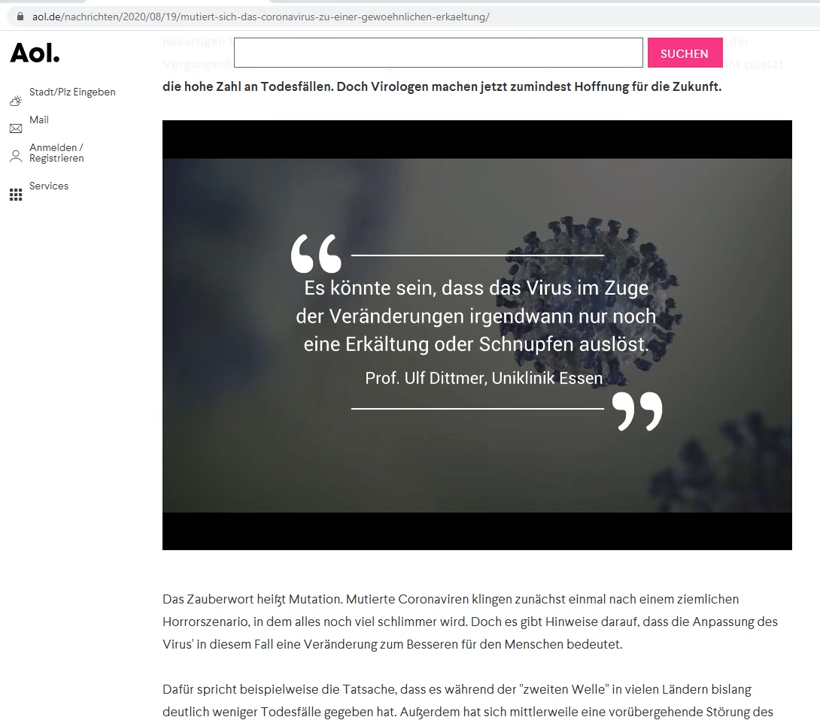 aol.de/nachrichten/2020/08/19/mutiert-sich-das-coronavirus-zu-einer-gewoehnlichen-erkaeltung/
Aol.
SUCHEN
Stadt/Plz Eingeben
Mail
Anmelden /
Registrieren
Services
die hohe Zahl an Todesfällen. Doch Virologen machen jetzt zumindest Hoffnung für die Zukunft.
“
Es könnte sein, dass das Virus im Zuge
der Veränderungen irgendwann nur noch
eine Erkältung oder Schnupfen auslöst.
Prof. Ulf Dittmer, Uniklinik Essen
”
Das Zauberwort heißt Mutation. Mutierte Coronaviren klingen zunächst einmal nach einem ziemlichen
Horrorszenario, in dem alles noch viel schlimmer wird. Doch es gibt Hinweise darauf, dass die Anpassung des
Virus' in diesem Fall eine Veränderung zum Besseren für den Menschen bedeutet.
Dafür spricht beispielweise die Tatsache, dass es während der "zweiten Welle" in vielen Ländern bislang
deutlich weniger Todesfälle gegeben hat. Außerdem hat sich mittlerweile eine vorübergehende Störung des